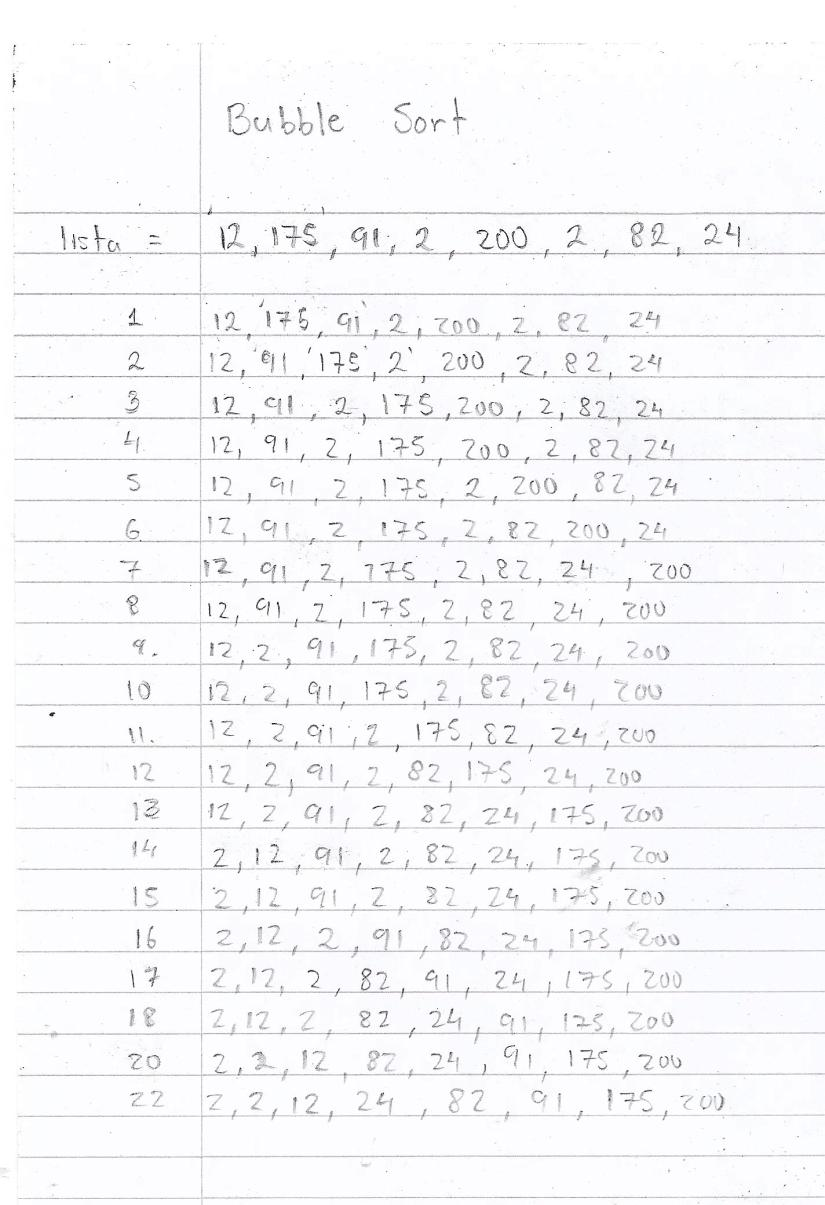 Bubble Sort
lista = 12, 175, 91, 2, 200, 2, 82, 24
1 12, 175, 91, 2, 200, 2, 82, 24
2 12, 91, 175, 2, 200, 2, 82, 24
3 12, 91, 2, 175, 200, 2, 82, 24
4 12, 91, 2, 175, 200, 2, 82, 24
5 12, 91, 2, 175, 2, 200, 82, 24
6 12, 91, 2, 175, 2, 82, 200, 24
7 12, 91, 2, 175, 2, 82, 24, 200
8 12, 91, 2, 175, 2, 82, 24, 200
9. 12, 2, 91, 175, 2, 82, 24, 200
10 12, 2, 91, 175, 2, 82, 24, 200
11. 12, 2, 91, 2, 175, 82, 24, 200
12 12, 2, 91, 2, 82, 175, 24, 200
13 12, 2, 91, 2, 82, 24, 175, 200
14 2, 12, 91, 2, 82, 24, 175, 200
15 2, 12, 91, 2, 82, 24, 175, 200
16 2, 12, 2, 91, 82, 24, 175, 200
17 2, 12, 2, 82, 91, 24, 175, 200
18 2, 12, 2, 82, 24, 91, 175, 200
20 2, 2, 12, 82, 24, 91, 175, 200
22 2, 2, 12, 24, 82, 91, 175, 200